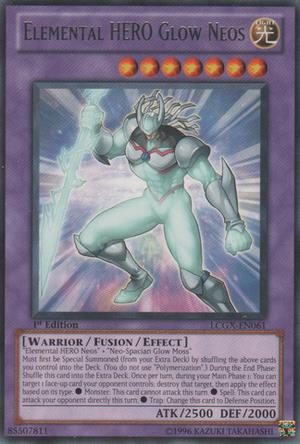 ELEMENTAL HERO GLOW NEOS
LIGHT
光
1st Edition
LCGX-EN061
[WARRIOR / FUSION / EFFECT]
"Elemental HERO Neos" + "Neo-Spacian Glow Moss"
Must first be Special Summoned (from your Extra Deck) by shuffling the above cards
you control into the Deck. (You do not use "Polymerization".) During the End Phase:
Shuffle this card into the Extra Deck. Once per turn, during your Main Phase 1: You can
target 1 face-up card your opponent controls; destroy that target, then apply the effect
based on its type. ● Monster: This card cannot attack this turn. ● Spell: This card can
attack your opponent directly this turn. ● Trap: Change this card to Defense Position.
ATK/2500 DEF/2000
85507811
©1996 KAZUKI TAKAHASHI